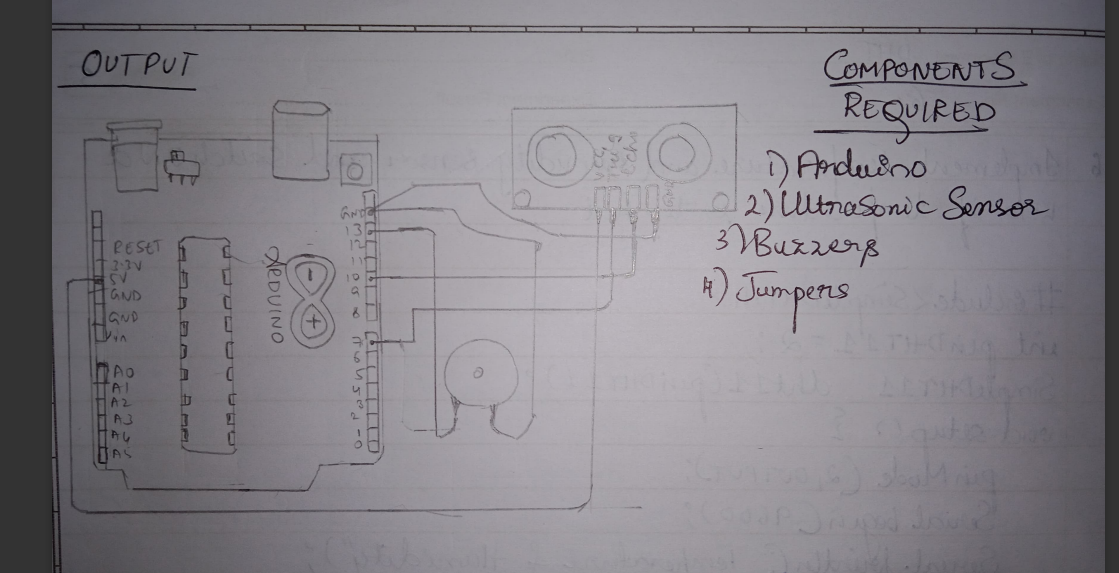 OUTPUT
COMPONENTS
REQUIRED
1) Arduino
2) UltraSonic Sensor
3) Buzzers
4) Jumpers
VCC
Trig
Echo
GND
RESET
3.3V
5V
GND
GND
Vin
A0
A1
A2
A3
A4
A5
ARDUINO
GND
13
12
11
10
9
8
7
6
5
4
3
2
1
0